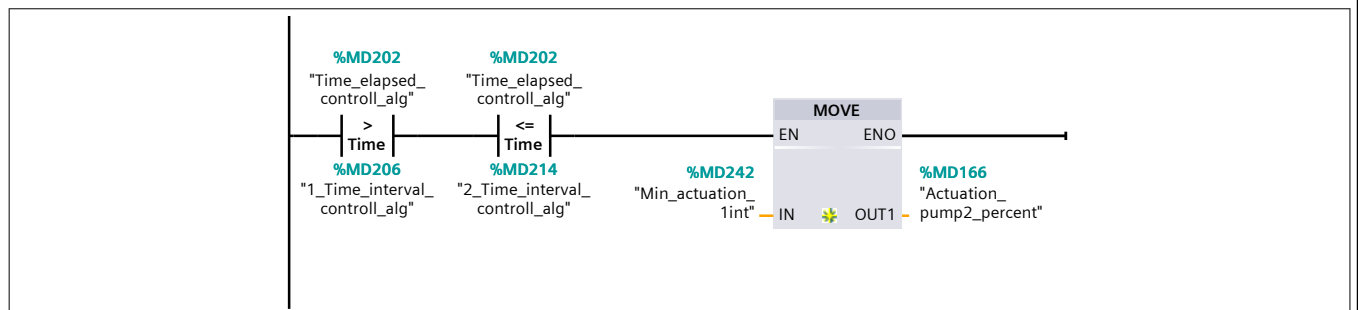 %MD202
"Time_elapsed_
controll_alg"
>
Time
%MD206
"1_Time_interval_
controll_alg"
%MD202
"Time_elapsed_
controll_alg"
<=
Time
%MD214
"2_Time_interval_
controll_alg"
MOVE
EN
ENO
%MD242
"Min_actuation_
1int"
IN
OUT1
%MD166
"Actuation_
pump2_percent"